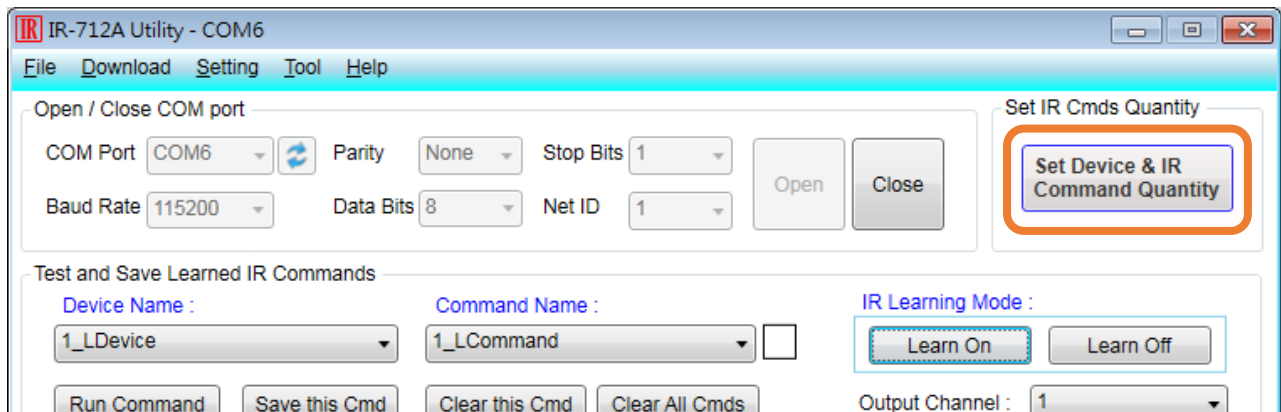 IR IR-712A Utility - COM6
File Download Setting Tool Help
Open / Close COM port
Set IR Cmds Quantity
COM Port COM6 Parity None Stop Bits 1
Open Close
Set Device & IR
Command Quantity
Baud Rate 115200 Data Bits 8 Net ID 1
Test and Save Learned IR Commands
Device Name : Command Name : IR Learning Mode :
1_LDevice 1_LCommand Learn On Learn Off
Run Command Save this Cmd Clear this Cmd Clear All Cmds Output Channel : 1